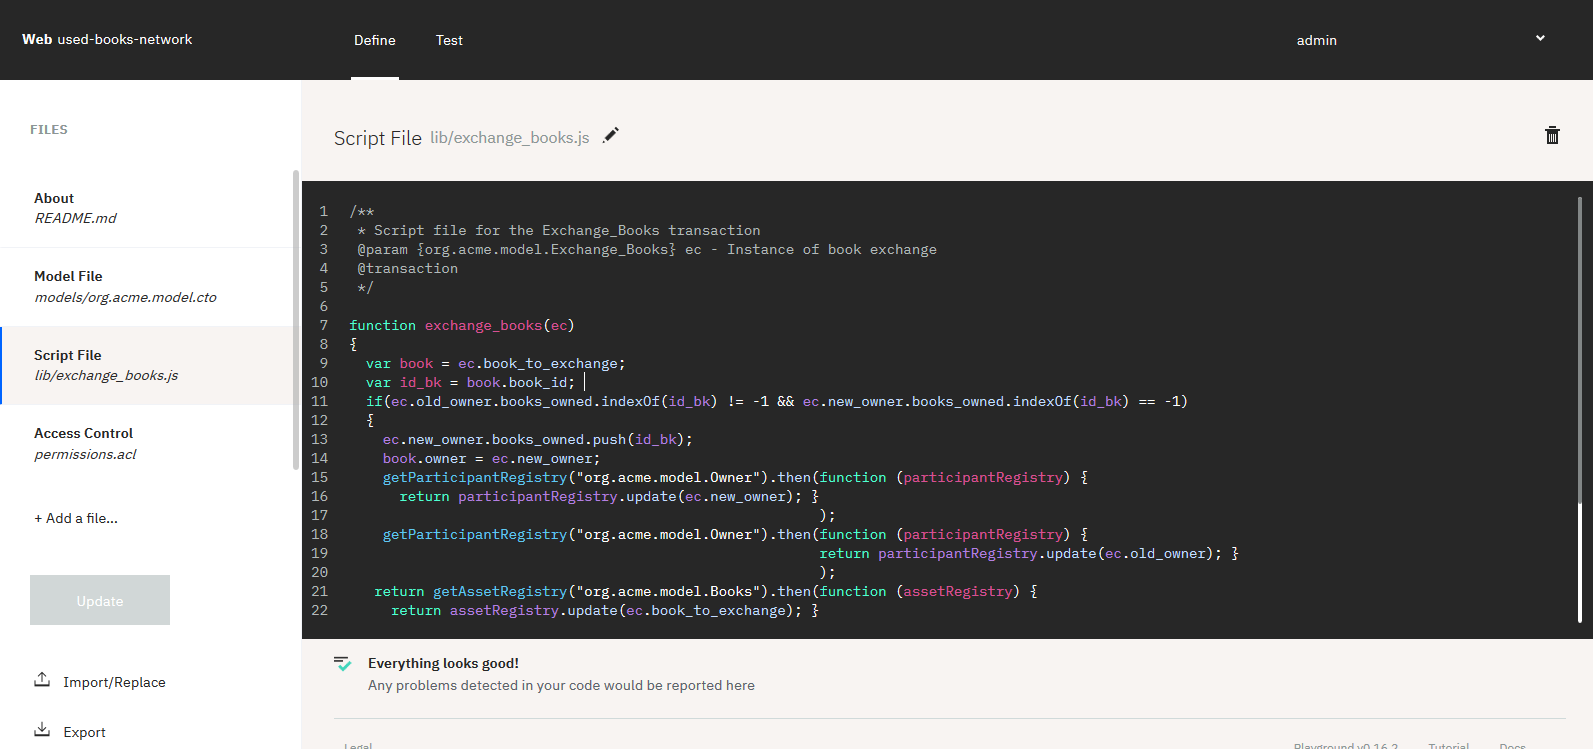 Web used-books-network
Define
Test
admin
FILES
About
README.md
Model File
models/org.acme.model.cto
Script File
lib/exchange_books.js
Access Control
permissions.acl
+ Add a file...
Update
Import/Replace
Export
Script File lib/exchange_books.js
1 /**
2 * Script file for the Exchange_Books transaction
3 @param {org.acme.model.Exchange_Books} ec - Instance of book exchange
4 @transaction
5 */
6
7 function exchange_books(ec)
8 {
9 var book = ec.book_to_exchange;
10 var id_bk = book.book_id;
11 if(ec.old_owner.books_owned.indexOf(id_bk) != -1 && ec.new_owner.books_owned.indexOf(id_bk) == -1)
12 {
13 ec.new_owner.books_owned.push(id_bk);
14 book.owner = ec.new_owner;
15 getParticipantRegistry("org.acme.model.Owner").then(function (participantRegistry) {
16 return participantRegistry.update(ec.new_owner); }
17 );
18 getParticipantRegistry("org.acme.model.Owner").then(function (participantRegistry) {
19 return participantRegistry.update(ec.old_owner); }
20 );
21 return getAssetRegistry("org.acme.model.Books").then(function (assetRegistry) {
22 return assetRegistry.update(ec.book_to_exchange); }
Everything looks good!
Any problems detected in your code would be reported here
Legal
Playground v0.16.2
Tutorial
Docs